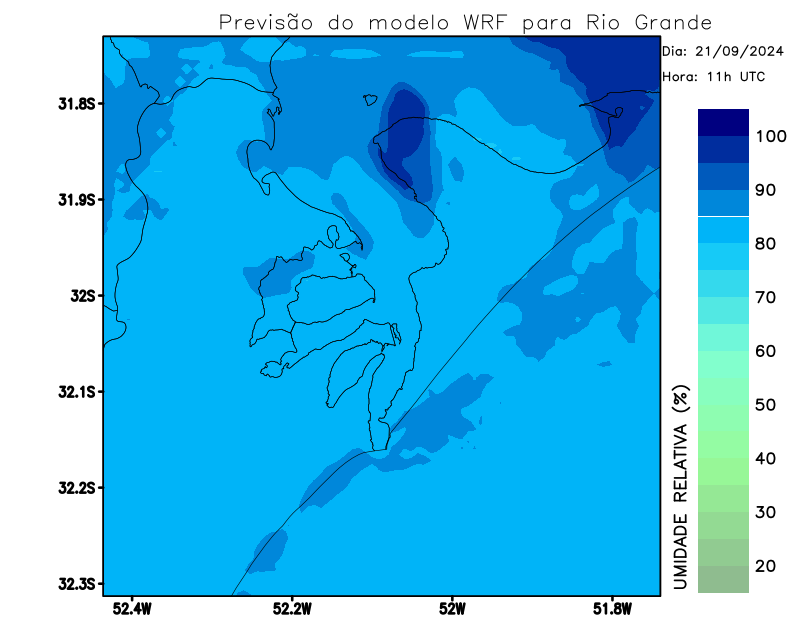 Previsão do modelo WRF para Rio Grande
Dia: 21/09/2024
Hora: 11h UTC
31.8S
31.9S
32S
32.1S
32.2S
32.3S
52.4W
52.2W
52W
51.8W
100
90
80
70
60
50
40
30
20
UMIDADE RELATIVA (%)